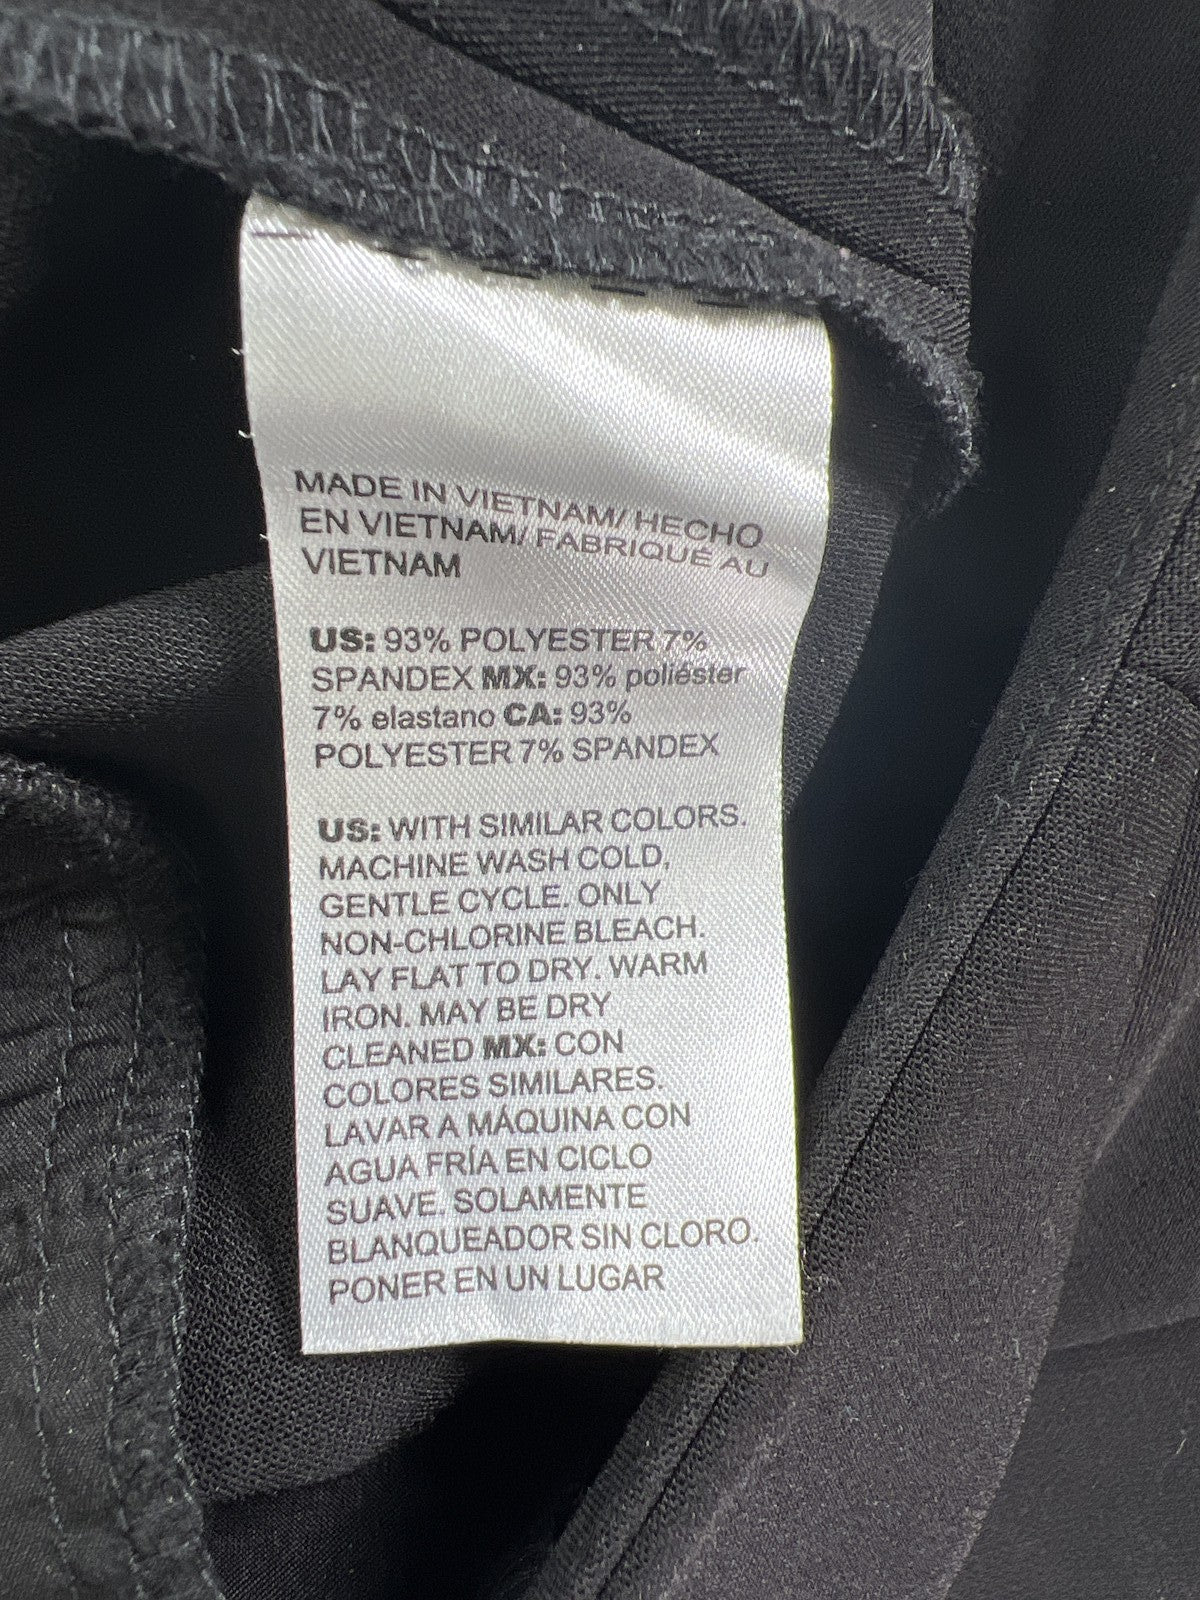 MADE IN VIETNAM/ HECHO
EN VIETNAM/ FABRIQUÉ AU
VIETNAM
US: 93% POLYESTER 7%
SPANDEX MX: 93% poliéster
7% elastano CA: 93%
POLYESTER 7% SPANDEX
US: WITH SIMILAR COLORS.
MACHINE WASH COLD,
GENTLE CYCLE. ONLY
NON-CHLORINE BLEACH.
LAY FLAT TO DRY. WARM
IRON. MAY BE DRY
CLEANED MX: CON
COLORES SIMILARES.
LAVAR A MÁQUINA CON
AGUA FRÍA EN CICLO
SUAVE. SOLAMENTE
BLANQUEADOR SIN CLORO.
PONER EN UN LUGAR